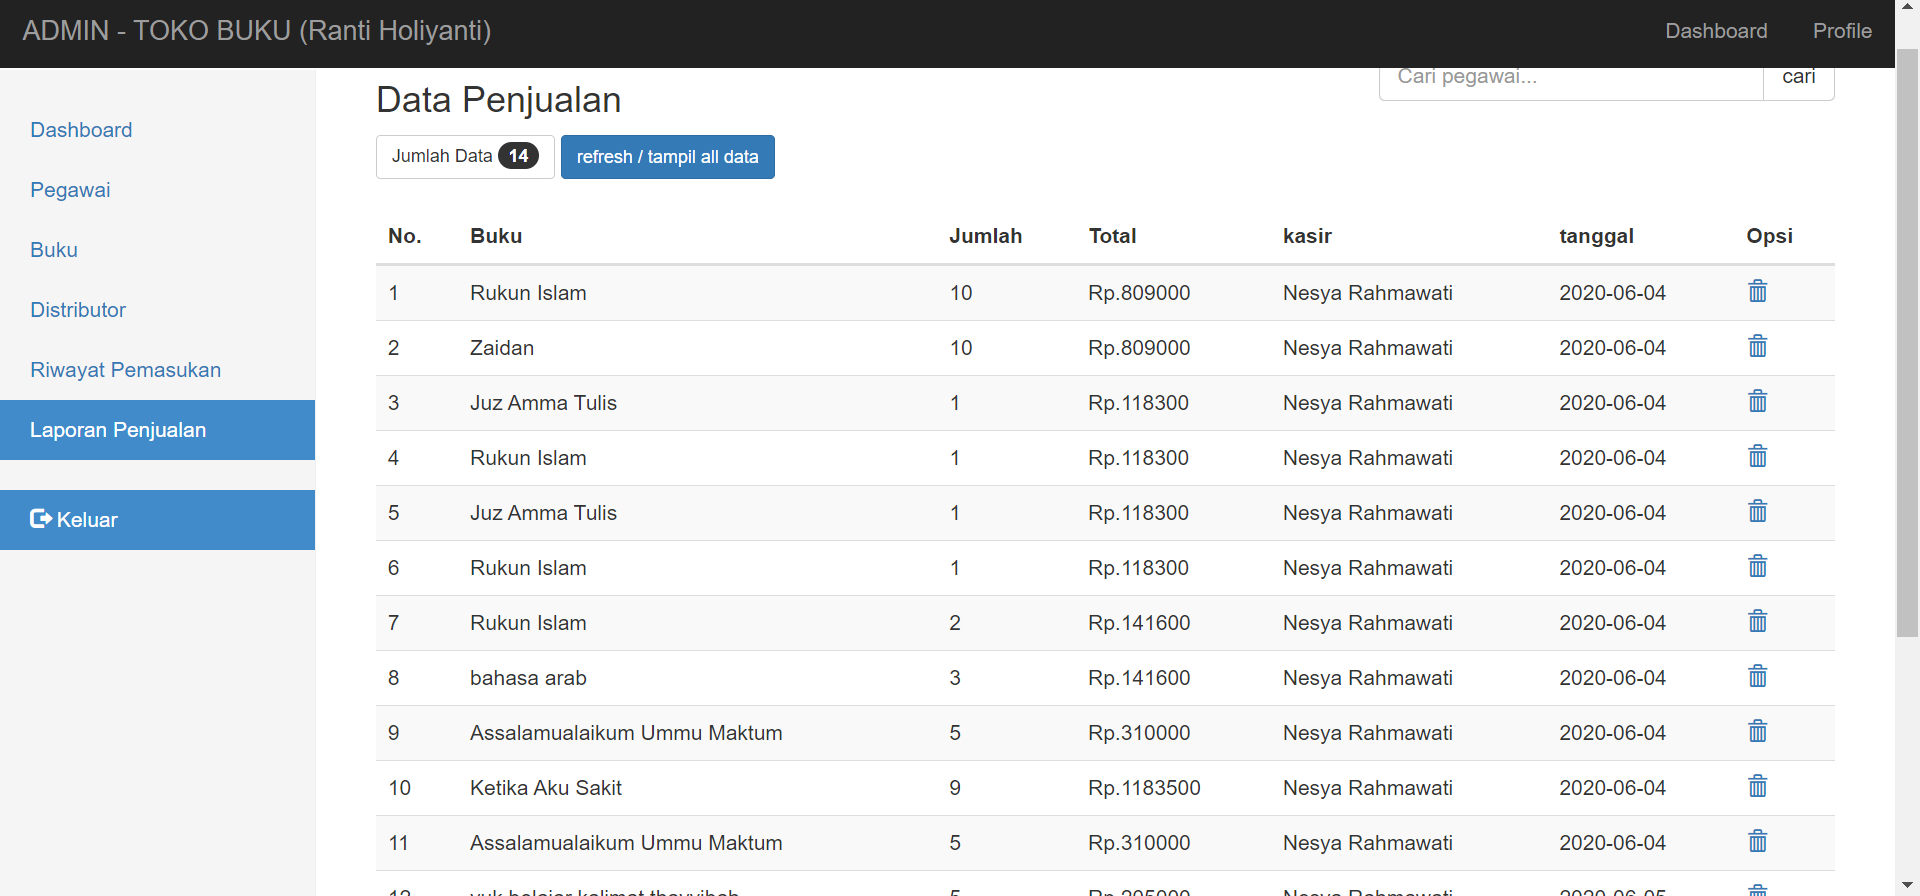 ADMIN - TOKO BUKU (Ranti Holiyanti) Dashboard Profile
Dashboard
Pegawai
Buku
Distributor
Riwayat Pemasukan
Laporan Penjualan
Keluar
Cari pegawai... cari
Data Penjualan
Jumlah Data 14 refresh / tampil all data
No. Buku Jumlah Total kasir tanggal Opsi
1 Rukun Islam 10 Rp.809000 Nesya Rahmawati 2020-06-04
2 Zaidan 10 Rp.809000 Nesya Rahmawati 2020-06-04
3 Juz Amma Tulis 1 Rp.118300 Nesya Rahmawati 2020-06-04
4 Rukun Islam 1 Rp.118300 Nesya Rahmawati 2020-06-04
5 Juz Amma Tulis 1 Rp.118300 Nesya Rahmawati 2020-06-04
6 Rukun Islam 1 Rp.118300 Nesya Rahmawati 2020-06-04
7 Rukun Islam 2 Rp.141600 Nesya Rahmawati 2020-06-04
8 bahasa arab 3 Rp.141600 Nesya Rahmawati 2020-06-04
9 Assalamualaikum Ummu Maktum 5 Rp.310000 Nesya Rahmawati 2020-06-04
10 Ketika Aku Sakit 9 Rp.1183500 Nesya Rahmawati 2020-06-04
11 Assalamualaikum Ummu Maktum 5 Rp.310000 Nesya Rahmawati 2020-06-04